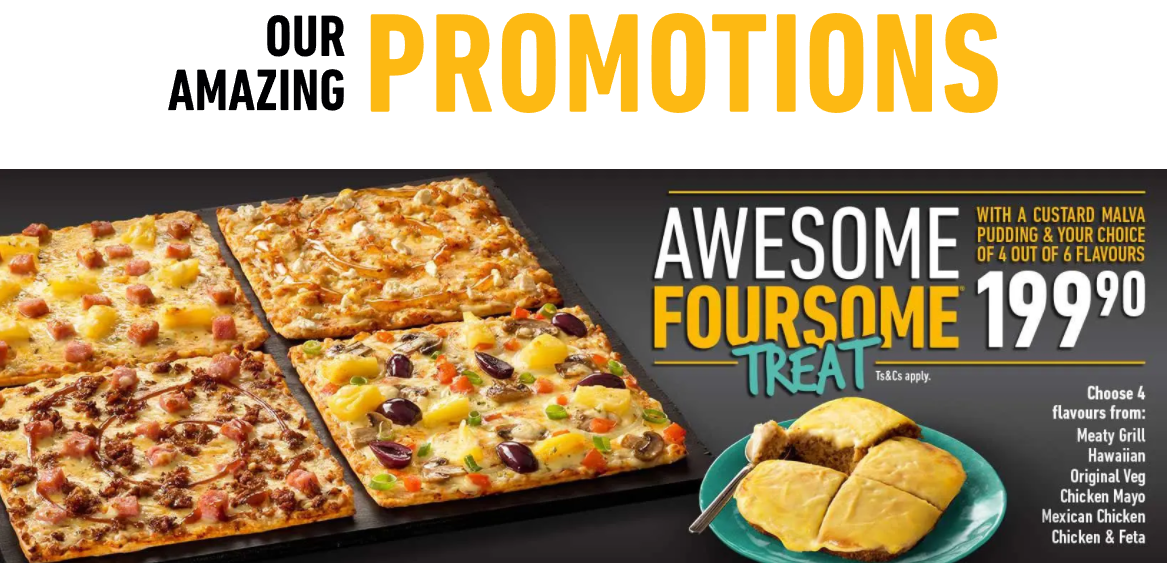 OUR
AMAZING
PROMOTIONS
AWESOME
FOURSOME
TREAT
WITH A CUSTARD MALVA
PUDDING & YOUR CHOICE
OF 4 OUT OF 6 FLAVOURS
19990
Ts&Cs apply.
Choose 4
flavours from:
Meaty Grill
Hawaiian
Original Veg
Chicken Mayo
Mexican Chicken
Chicken & Feta